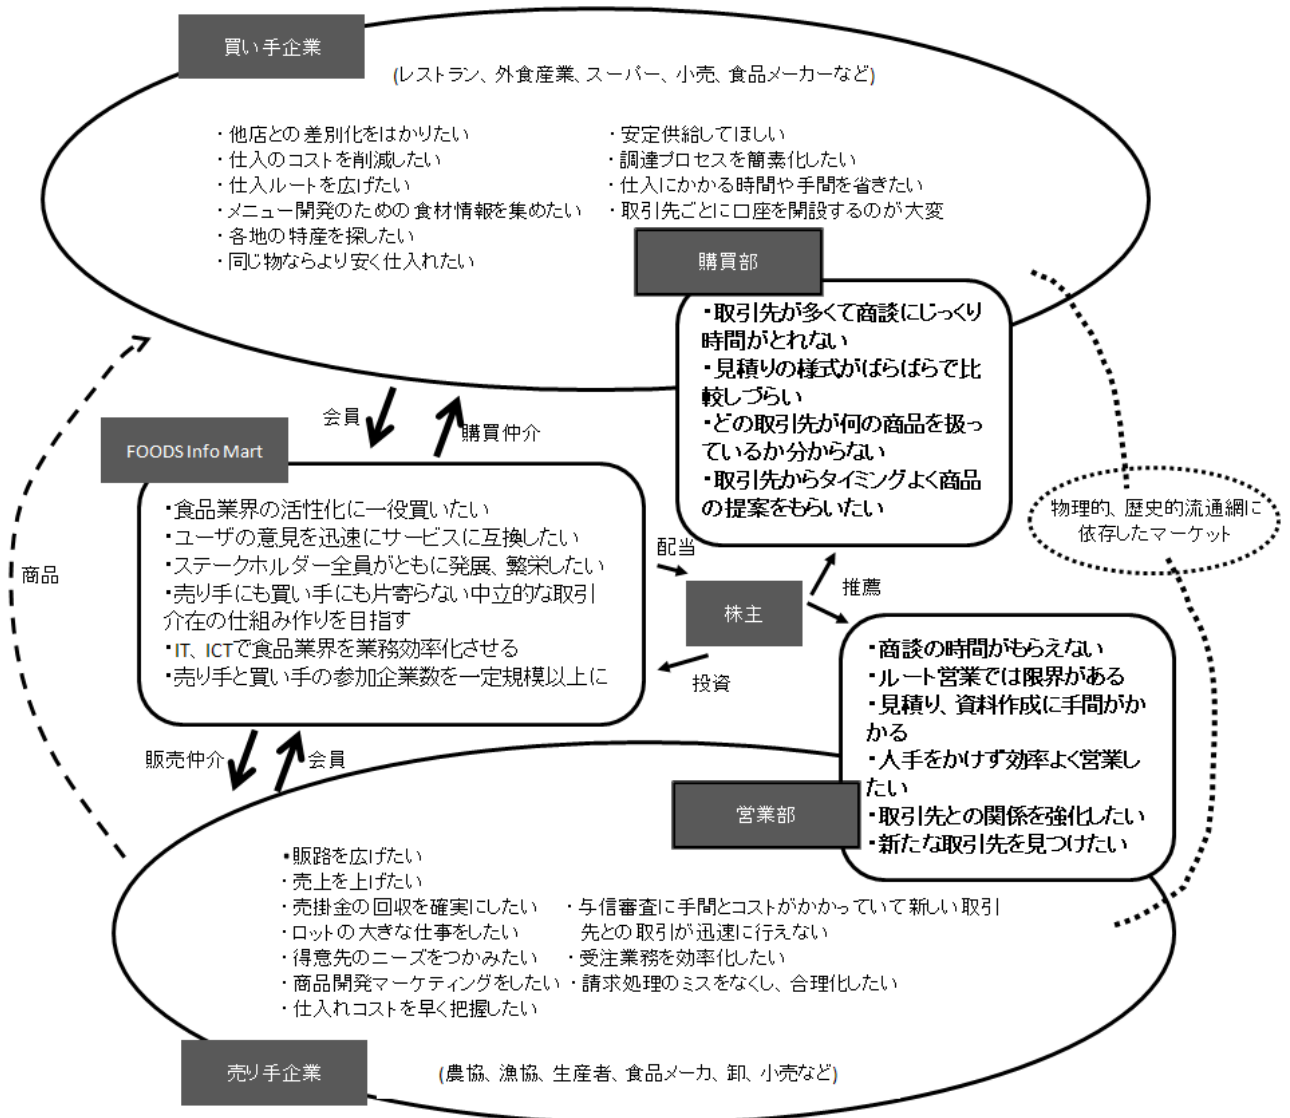 買い手企業
(レストラン、外食産業、スーパー、小売、食品メーカーなど)
・他店との差別化をはかりたい
・仕入のコストを削減したい
・仕入ルートを広げたい
・メニュー開発のための食材情報を集めたい
・各地の特産を探したい
・同じ物ならより安く仕入れたい
・安定供給してほしい
・調達プロセスを簡素化したい
・仕入にかかる時間や手間を省きたい
・取引先ごとに口座を開設するのが大変
購買部
・取引先が多くて商談にじっくり
時間がとれない
・見積りの様式がばらばらで比
較しづらい
・どの取引先が何の商品を扱っ
ているか分からない
・取引先からタイミングよく商品
の提案をもらいたい
会員
購買仲介
FOODS Info Mart
・食品業界の活性化に一役買いたい
・ユーザの意見を迅速にサービスに互換したい
・ステークホルダー全員がともに発展、繁栄したい
・売り手にも買い手にも片寄らない中立的な取引
介在の仕組み作りを目指す
・IT、ICTで食品業界を業務効率化させる
・売り手と買い手の参加企業数を一定規模以上に
商品
配当
株主
投資
推薦
物理的、歴史的流通網に
依存したマーケット
・商談の時間がもらえない
・ルート営業では限界がある
・見積り、資料作成に手間がか
かる
・人手をかけず効率よく営業し
たい
・取引先との関係を強化したい
・新たな取引先を見つけたい
販売仲介
会員
営業部
・販路を広げたい
・売上を上げたい
・売掛金の回収を確実にしたい
・ロットの大きな仕事をしたい
・得意先のニーズをつかみたい
・商品開発マーケティングをしたい
・仕入れコストを早く把握したい
・与信審査に手間とコストがかかっていて新しい取引
先との取引が迅速に行えない
・受注業務を効率化したい
・請求処理のミスをなくし、合理化したい
売り手企業
(農協、漁協、生産者、食品メーカ、卸、小売など)